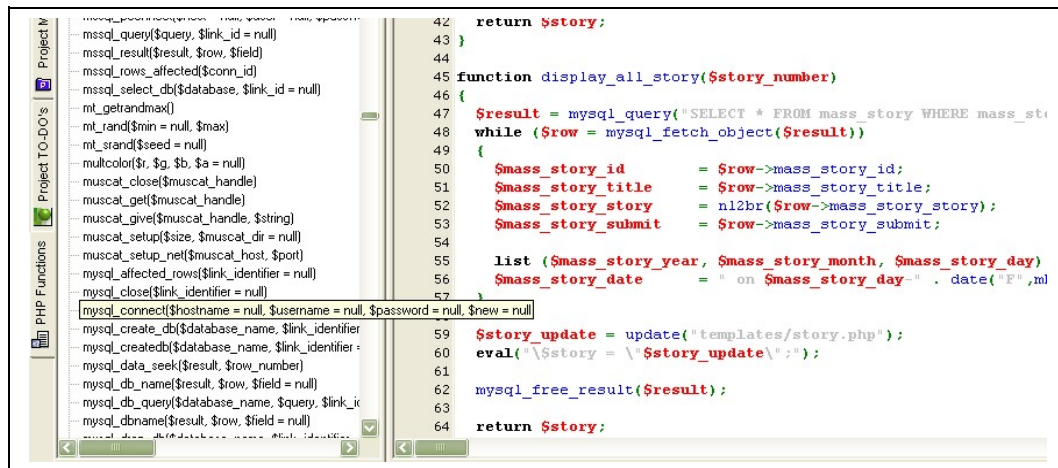 Project M
Project TO-DO's
PHP Functions
mssql_query($query, $link_id = null)
mssql_result($result, $row, $field)
mssql_rows_affected($conn_id)
mssql_select_db($database, $link_id = null)
mt_getrandmax()
mt_rand($min = null, $max)
mt_srand($seed = null)
multcolor($r, $g, $b, $a = null)
muscat_close($muscat_handle)
muscat_get($muscat_handle)
muscat_give($muscat_handle, $string)
muscat_setup($size, $muscat_dir = null)
muscat_setup_net($muscat_host, $port)
mysql_affected_rows($link_identifier = null)
mysql_close($link_identifier = null)
mysql_connect($hostname = null, $username = null, $password = null, $new = null
mysql_create_db($database_name, $link_identifier
mysql_createdb($database_name, $link_identifier =
mysql_data_seek($result, $row_number)
mysql_db_name($result, $row, $field = null)
mysql_db_query($database_name, $query, $link_ic
mysql_dbname($result, $row, $field = null)
42 return $story;
43 }
44
45 function display_all_story($story_number)
46 {
47 $result = mysql_query("SELECT * FROM mass_story WHERE mass_sto
48 while ($row = mysql_fetch_object($result))
49 {
50 $mass_story_id = $row->mass_story_id;
51 $mass_story_title = $row->mass_story_title;
52 $mass_story_story = nl2br($row->mass_story_story);
53 $mass_story_submit = $row->mass_story_submit;
54
55 list ($mass_story_year, $mass_story_month, $mass_story_day)
56 $mass_story_date = " on $mass_story_day-" . date("F",mk
57 }
59 $story_update = update("templates/story.php");
60 eval("\$story = \"$story_update\";");
61
62 mysql_free_result($result);
63
64 return $story;